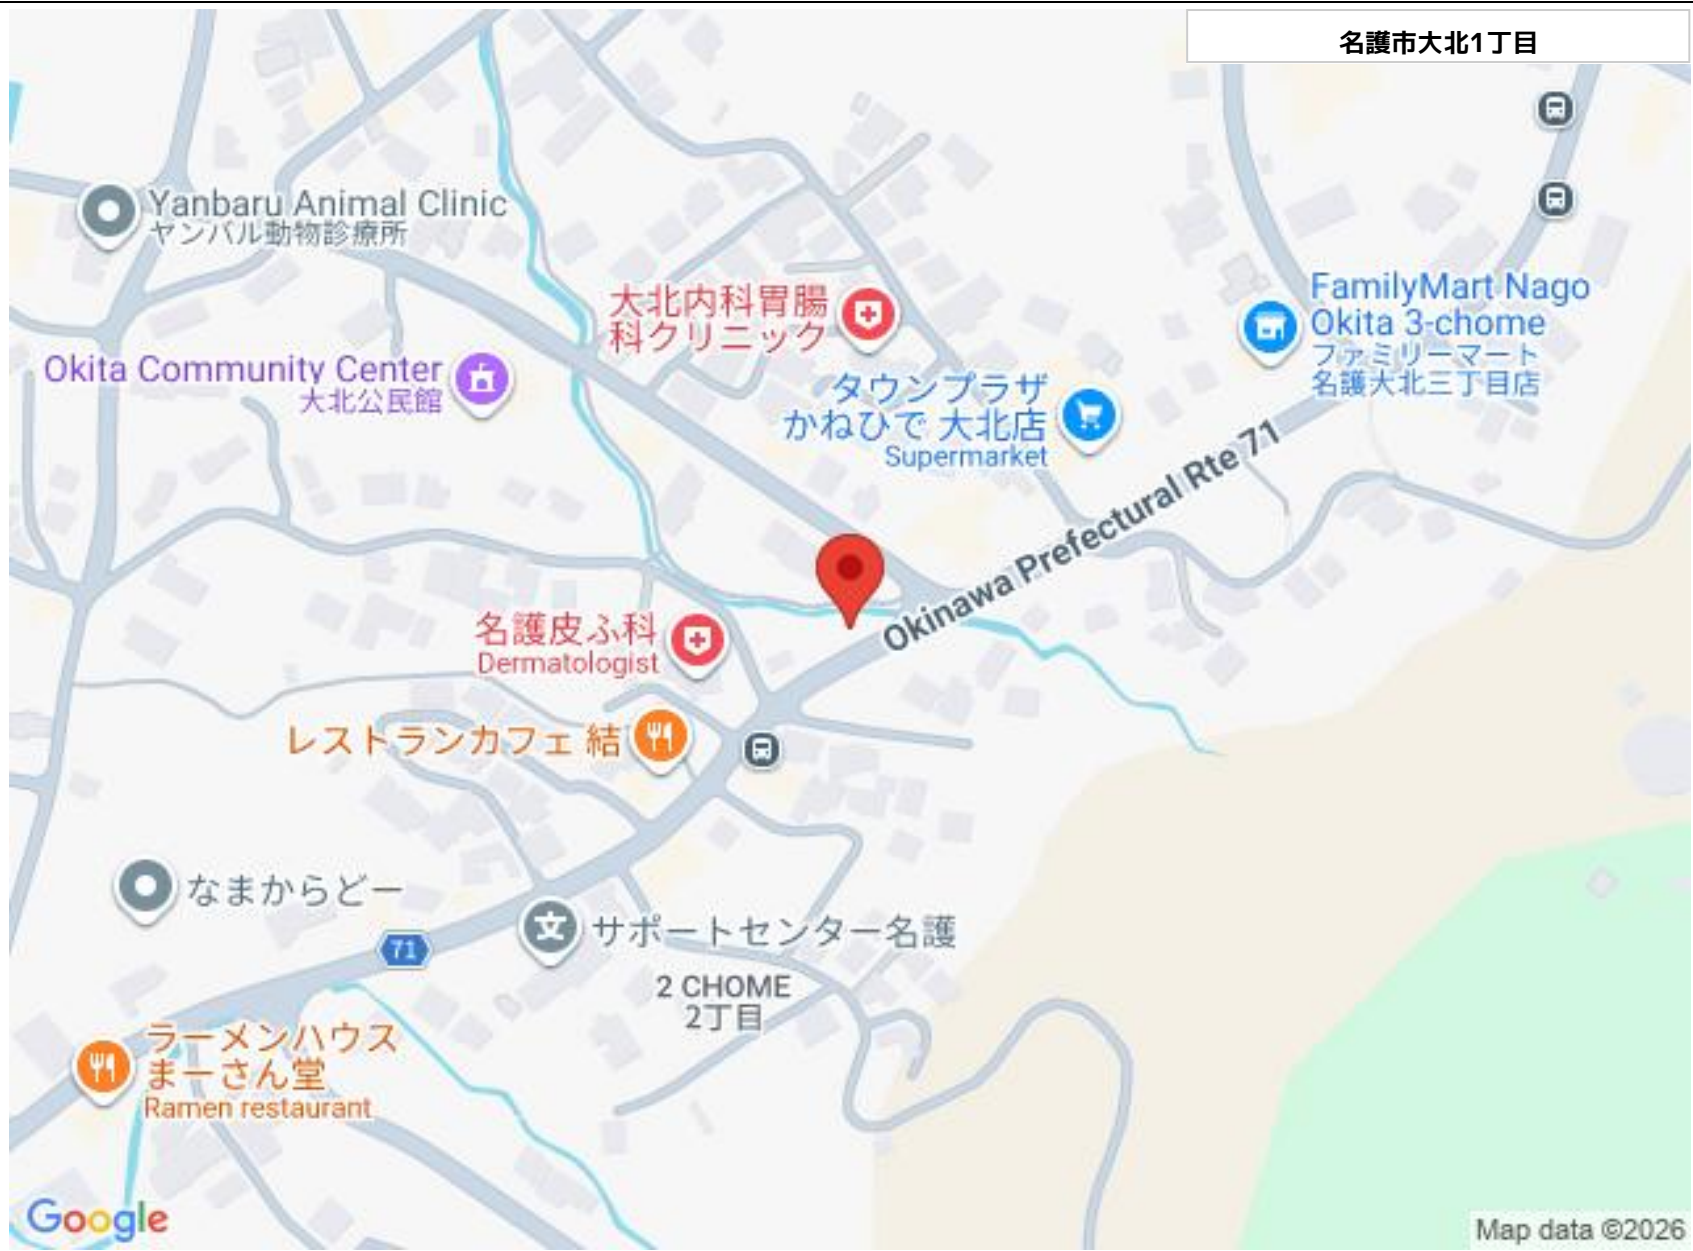 名護市大北1丁目
Yanbaru Animal Clinic
ヤンバル動物診療所
大北内科胃腸
科クリニック
FamilyMart Nago
Okita 3-chome
ファミリーマート
名護大北三丁目店
Okita Community Center
大北公民館
タウンプラザ
かねひで 大北店
Supermarket
Okinawa Prefectural Rte 71
名護皮ふ科
Dermatologist
レストランカフェ 結
なまからどー
サポートセンター名護
71
2 CHOME
2丁目
ラーメンハウス
まーさん堂
Ramen restaurant
Google
Map data ©2026